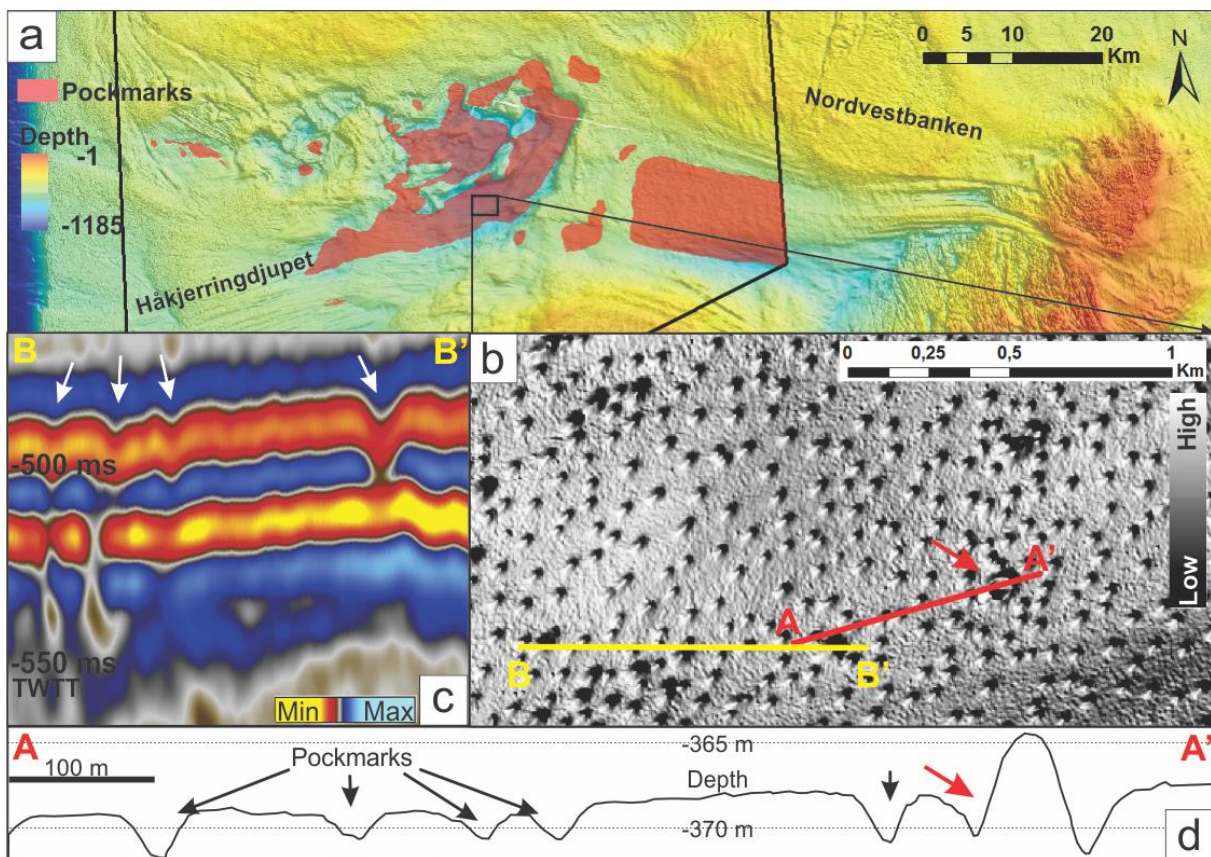 a
0 5 10 20
Km
N
Pockmarks
Depth
-1
-1185
Nordvestbanken
Håkjerringdjupet
B B'
-500 ms
-550 ms
TWTT
Min Max
c
b
0 0,25 0,5 1
Km
High
Low
A A'
B B'
A A'
100 m
Pockmarks
Depth
-365 m
-370 m
d